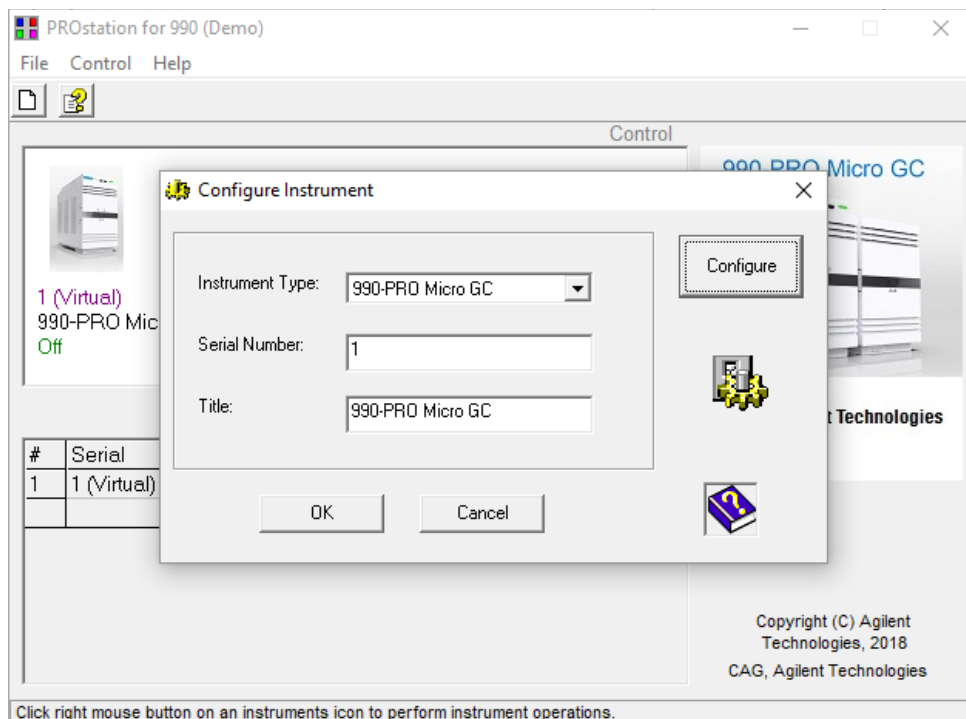 PROstation for 990 (Demo)
File Control Help
Control
990-PRO Micro GC
1 (Virtual)
990-PRO Mic
Off
Configure Instrument
Instrument Type: 990-PRO Micro GC
Configure
Serial Number: 1
Title: 990-PRO Micro GC
OK Cancel
t Technologies
# Serial
1 1 (Virtual)
Copyright (C) Agilent
Technologies, 2018
CAG, Agilent Technologies
Click right mouse button on an instruments icon to perform instrument operations.